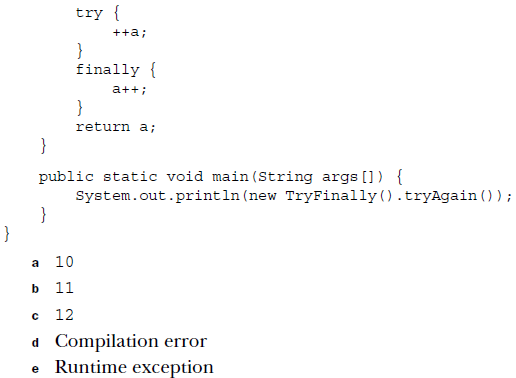 try {
++a;
}
finally {
a++;
}
return a;
}
public static void main(String args[]) {
System.out.println(new TryFinally().tryAgain());
}
}
a 10
b 11
c 12
d Compilation error
e Runtime exception